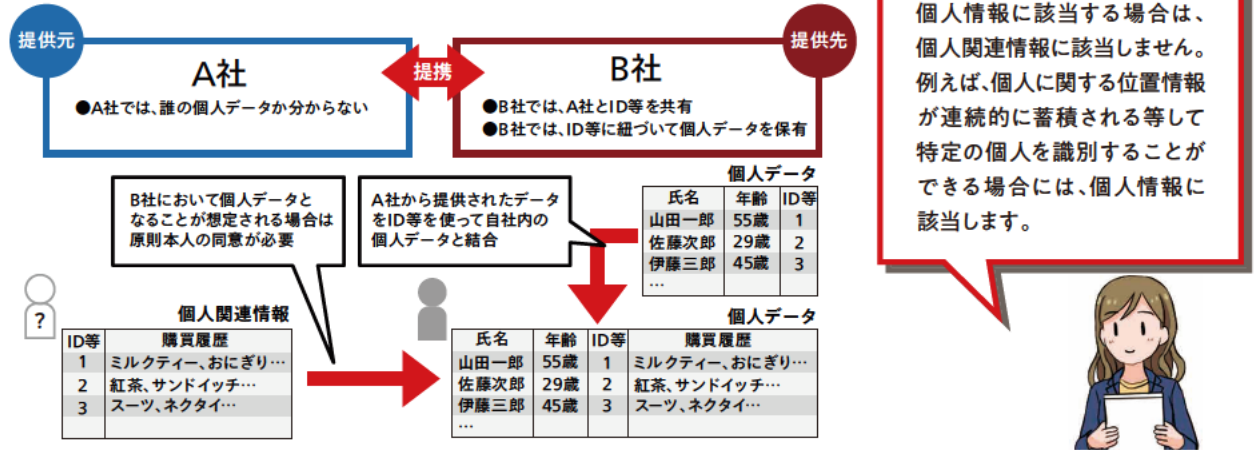 提供元
A社
●A社では、誰の個人データか分からない
提携
提供先
B社
●B社では、A社とID等を共有
●B社では、ID等に紐づいて個人データを保有
B社において個人データと
なることが想定される場合は
原則本人の同意が必要
A社から提供されたデータ
をID等を使って自社内の
個人データと結合
個人データ
氏名 年齢 ID等
山田一郎 55歳 1
佐藤次郎 29歳 2
伊藤三郎 45歳 3
…
?
個人関連情報
ID等 購買履歴
1 ミルクティー、おにぎり…
2 紅茶、サンドイッチ…
3 スーツ、ネクタイ…
個人データ
氏名 年齢 ID等 購買履歴
山田一郎 55歳 1 ミルクティー、おにぎり…
佐藤次郎 29歳 2 紅茶、サンドイッチ…
伊藤三郎 45歳 3 スーツ、ネクタイ…
…
個人情報に該当する場合は、
個人関連情報に該当しません。
例えば、個人に関する位置情報
が連続的に蓄積される等して
特定の個人を識別することが
できる場合には、個人情報に
該当します。